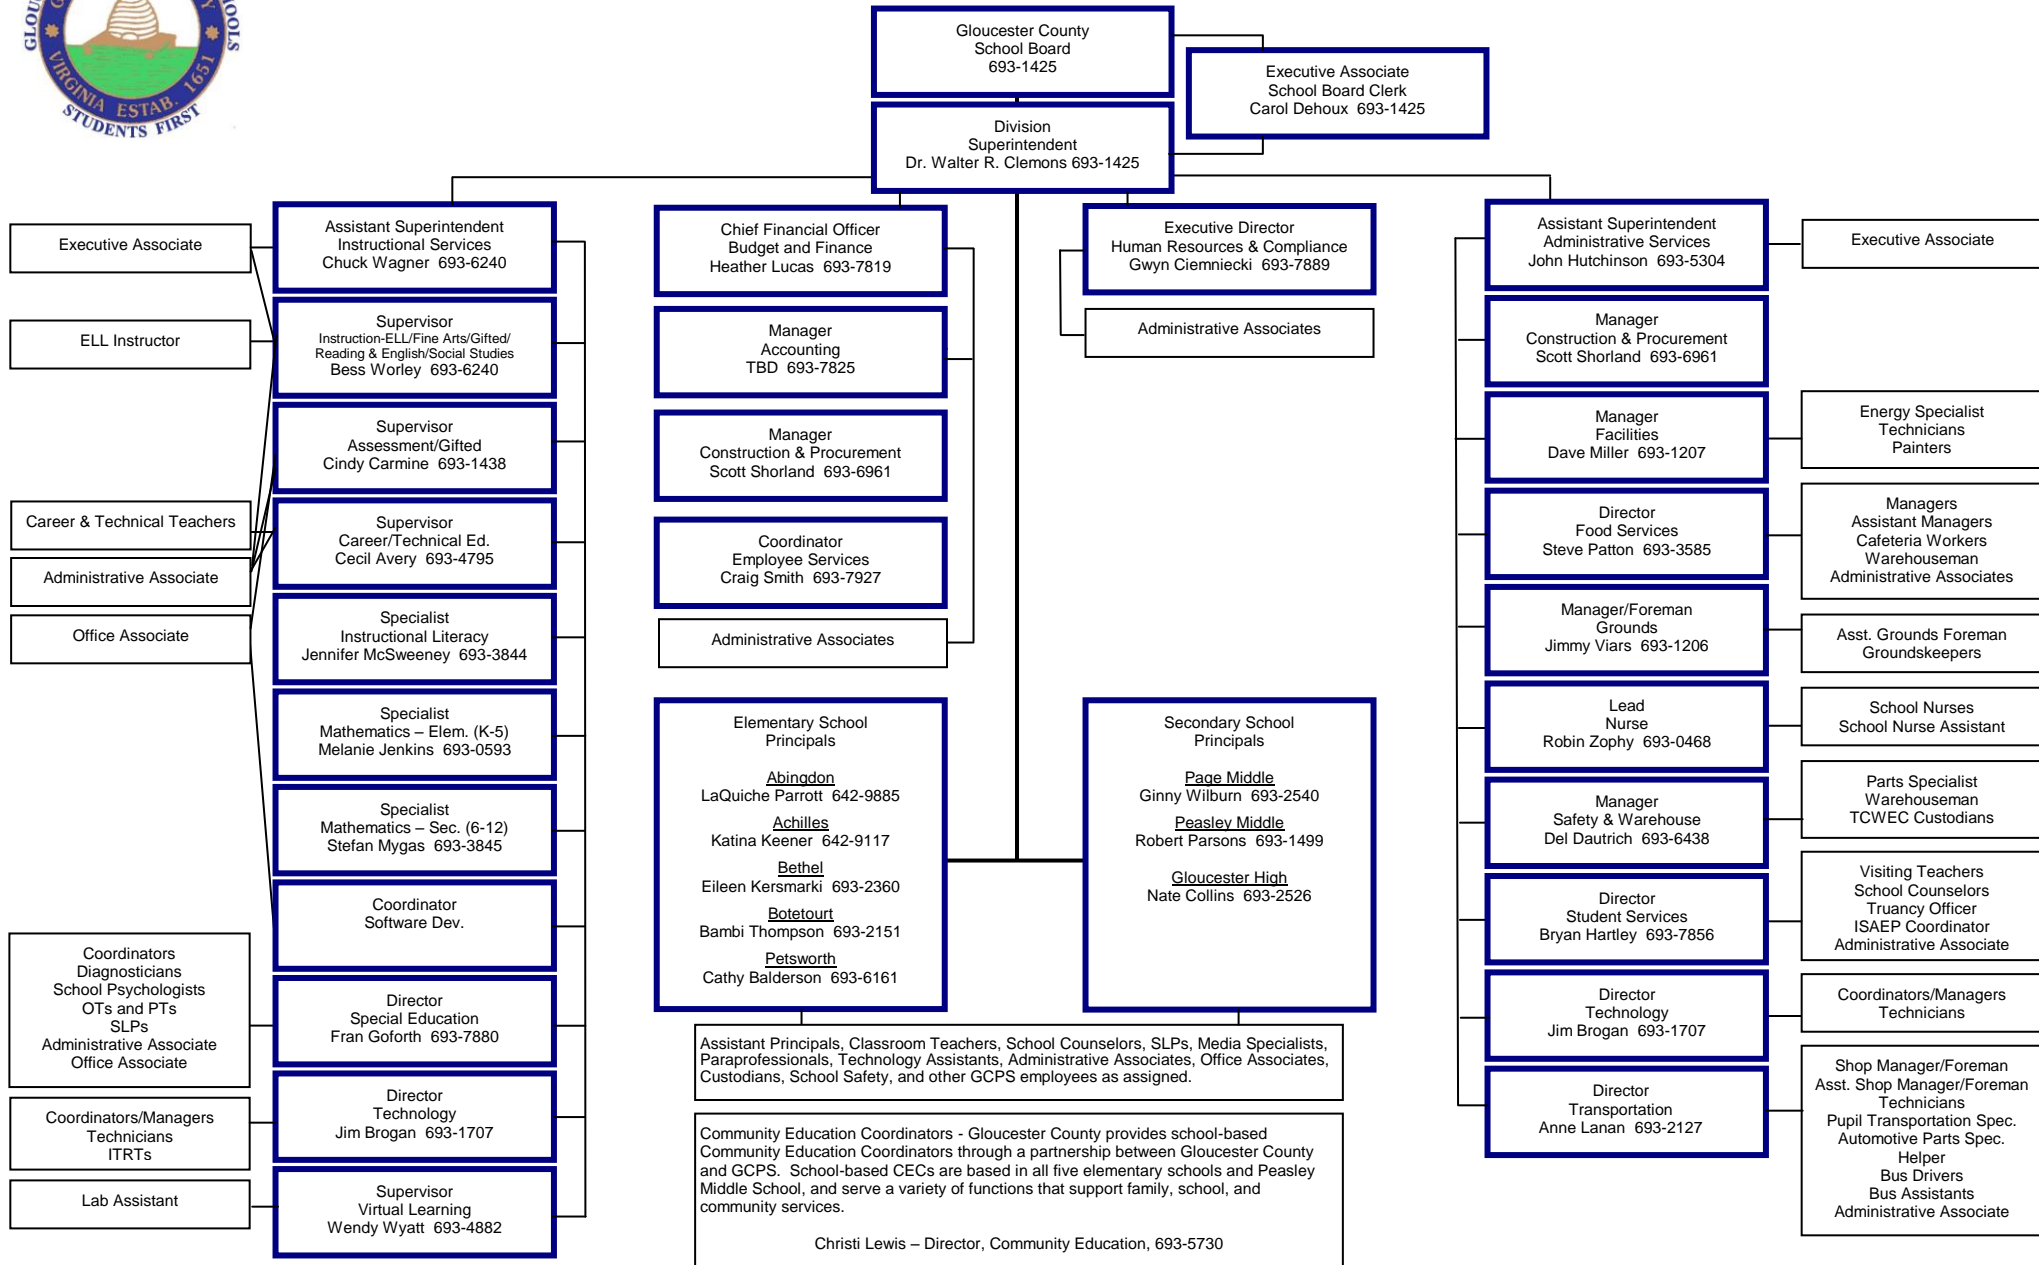 VIRGINIA ESTAB. 1651
STUDENTS FIRST
Gloucester County
School Board
693-1425
Executive Associate
School Board Clerk
Carol Dehoux 693-1425
Division
Superintendent
Dr. Walter R. Clemons 693-1425
Executive Associate
ELL Instructor
Career & Technical Teachers
Administrative Associate
Office Associate
Coordinators
Diagnosticians
School Psychologists
OTs and PTs
SLPs
Administrative Associate
Office Associate
Coordinators/Managers
Technicians
ITRTs
Lab Assistant
Assistant Superintendent
Instructional Services
Chuck Wagner 693-6240
Supervisor
Instruction-ELL/Fine Arts/Gifted/
Reading & English/Social Studies
Bess Worley 693-6240
Supervisor
Assessment/Gifted
Cindy Carmine 693-1438
Supervisor
Career/Technical Ed.
Cecil Avery 693-4795
Specialist
Instructional Literacy
Jennifer McSweeney 693-3844
Specialist
Mathematics – Elem. (K-5)
Melanie Jenkins 693-0593
Specialist
Mathematics – Sec. (6-12)
Stefan Mygas 693-3845
Coordinator
Software Dev.
Director
Special Education
Fran Goforth 693-7880
Director
Technology
Jim Brogan 693-1707
Supervisor
Virtual Learning
Wendy Wyatt 693-4882
Chief Financial Officer
Budget and Finance
Heather Lucas 693-7819
Manager
Accounting
TBD 693-7825
Manager
Construction & Procurement
Scott Shorland 693-6961
Coordinator
Employee Services
Craig Smith 693-7927
Administrative Associates
Executive Director
Human Resources & Compliance
Gwyn Ciemniecki 693-7889
Administrative Associates
Elementary School
Principals
Abingdon
LaQuiche Parrott 642-9885
Achilles
Katina Keener 642-9117
Bethel
Eileen Kersmarki 693-2360
Botetourt
Bambi Thompson 693-2151
Petsworth
Cathy Balderson 693-6161
Secondary School
Principals
Page Middle
Ginny Wilburn 693-2540
Peasley Middle
Robert Parsons 693-1499
Gloucester High
Nate Collins 693-2526
Assistant Principals, Classroom Teachers, School Counselors, SLPs, Media Specialists,
Paraprofessionals, Technology Assistants, Administrative Associates, Office Associates,
Custodians, School Safety, and other GCPS employees as assigned.
Community Education Coordinators - Gloucester County provides school-based
Community Education Coordinators through a partnership between Gloucester County
and GCPS. School-based CECs are based in all five elementary schools and Peasley
Middle School, and serve a variety of functions that support family, school, and
community services.
Christi Lewis – Director, Community Education, 693-5730
Assistant Superintendent
Administrative Services
John Hutchinson 693-5304
Manager
Construction & Procurement
Scott Shorland 693-6961
Manager
Facilities
Dave Miller 693-1207
Director
Food Services
Steve Patton 693-3585
Manager/Foreman
Grounds
Jimmy Viars 693-1206
Lead
Nurse
Robin Zophy 693-0468
Manager
Safety & Warehouse
Del Dautrich 693-6438
Director
Student Services
Bryan Hartley 693-7856
Director
Technology
Jim Brogan 693-1707
Director
Transportation
Anne Lanan 693-2127
Executive Associate
Energy Specialist
Technicians
Painters
Managers
Assistant Managers
Cafeteria Workers
Warehouseman
Administrative Associates
Asst. Grounds Foreman
Groundskeepers
School Nurses
School Nurse Assistant
Parts Specialist
Warehouseman
TCWEC Custodians
Visiting Teachers
School Counselors
Truancy Officer
ISAEP Coordinator
Administrative Associate
Coordinators/Managers
Technicians
Shop Manager/Foreman
Asst. Shop Manager/Foreman
Technicians
Pupil Transportation Spec.
Automotive Parts Spec.
Helper
Bus Drivers
Bus Assistants
Administrative Associate